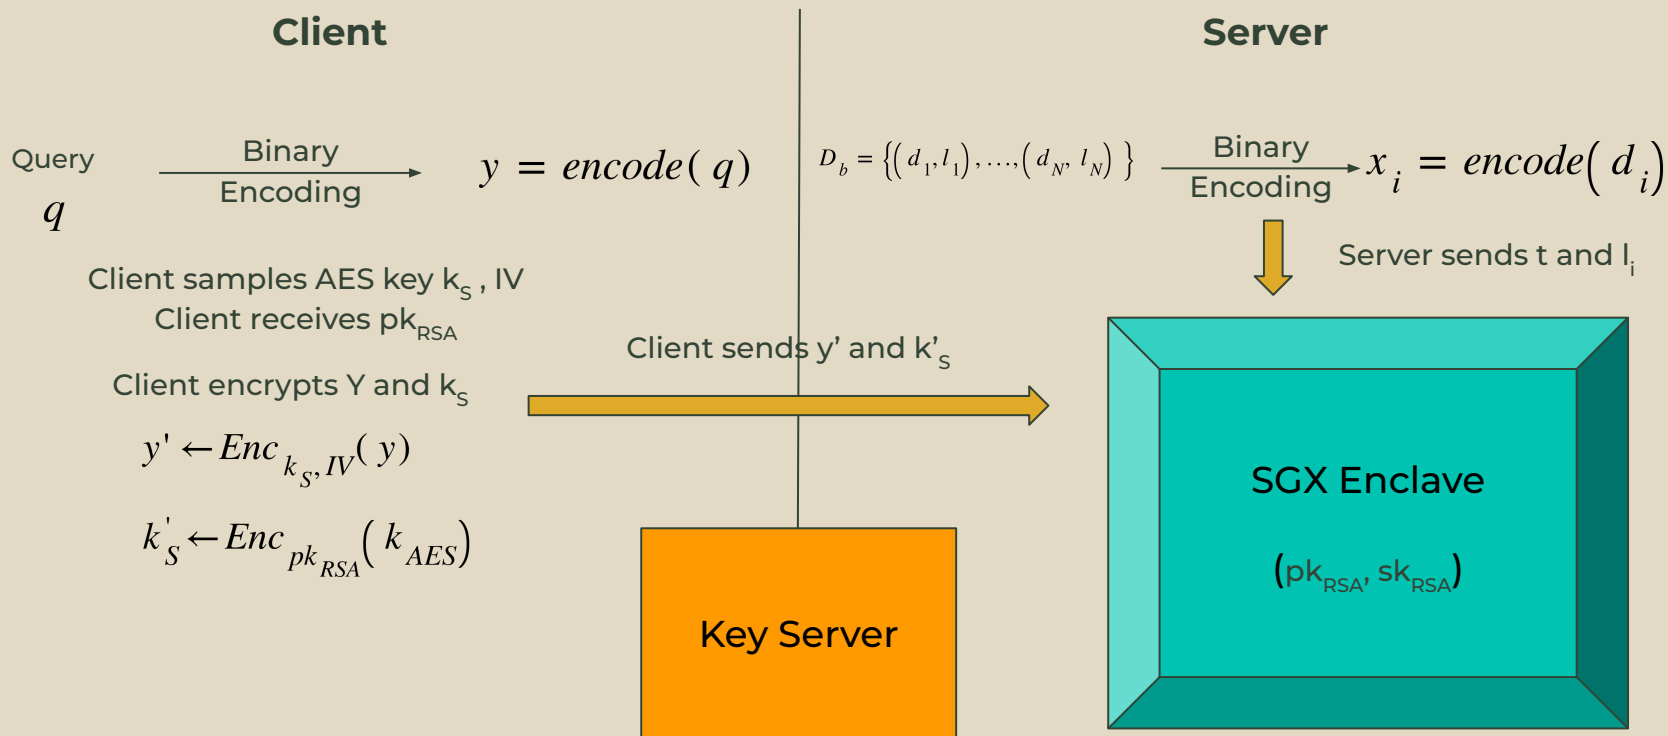 Client
Server
Query
q
Binary
Encoding
y = encode( q)
D_b = {( d_1, l_1), ..., ( d_N, l_N) }
Binary
Encoding
x_i = encode( d_i)
Client samples AES key k_S , IV
Client receives pk_RSA
Server sends t and l_i
Client sends y’ and k’_S
Client encrypts Y and k_S
y' ← Enc_{k_S, IV}( y)
k'_S ← Enc_{pk_RSA}( k_AES)
SGX Enclave
(pk_RSA, sk_RSA)
Key Server